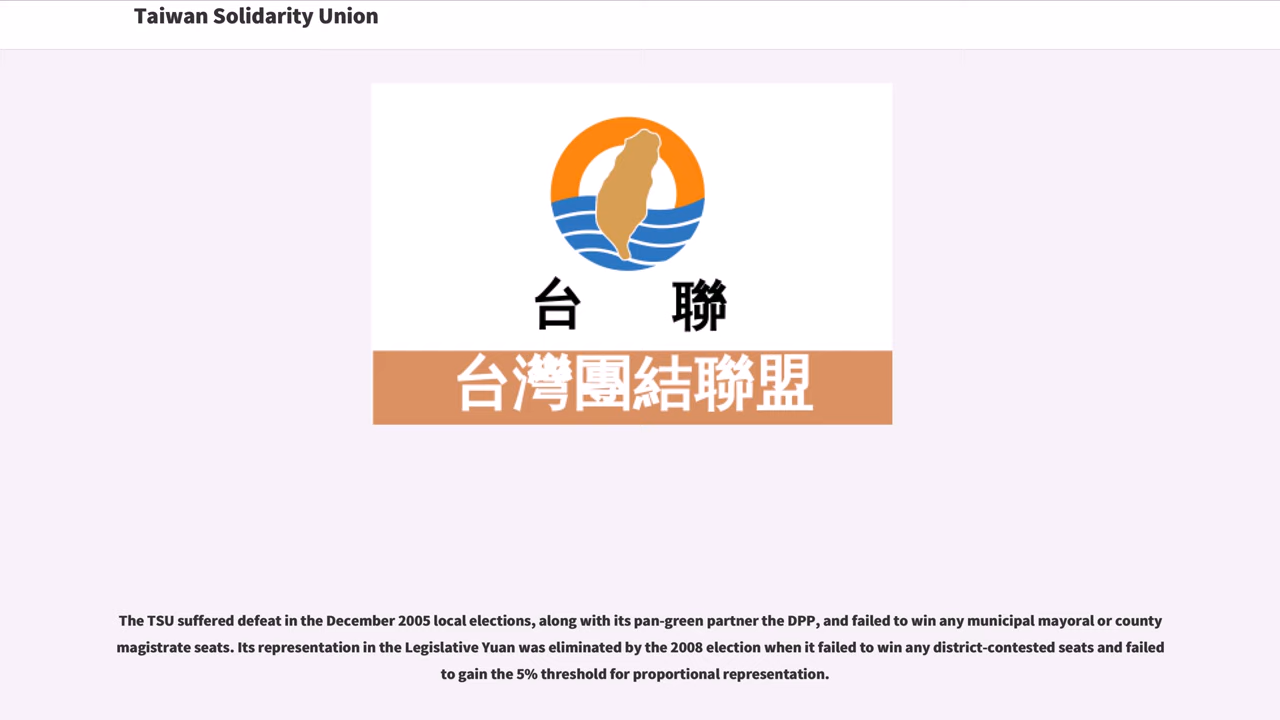 Taiwan Solidarity Union
台 聯
台灣團結聯盟
The TSU suffered defeat in the December 2005 local elections, along with its pan-green partner the DPP, and failed to win any municipal mayoral or county
magistrate seats. Its representation in the Legislative Yuan was eliminated by the 2008 election when it failed to win any district-contested seats and failed
to gain the 5% threshold for proportional representation.